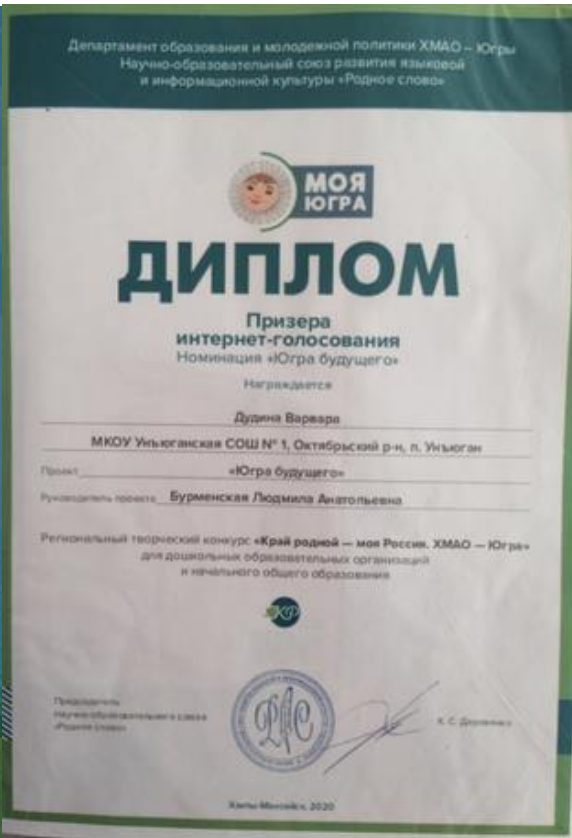 Департамент образования и молодежной политики ХМАО – Югры
Научно-образовательный союз развития языковой
и информационной культуры «Родное слово»
МОЯ
ЮГРА
ДИПЛОМ
Призера
интернет-голосования
Номинация «Югра будущего»
Награждается
Дудина Варвара
МКОУ Унъюганская СОШ № 1, Октябрьский р-н, п. Унъюган
Проект «Югра будущего»
Руководитель проекта Бурменская Людмила Анатольевна
Региональный творческий конкурс «Край родной — моя Россия. ХМАО — Югра»
для дошкольных образовательных организаций
и начального общего образования
КР
Председатель
Научно-образовательного союза
«Родное слово»
К. С.
Ханты-Мансийск, 2020